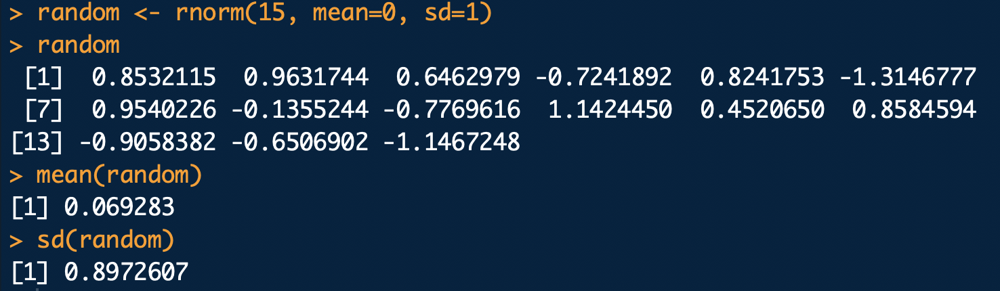 > random <- rnorm(15, mean=0, sd=1)
> random
 [1]  0.8532115  0.9631744  0.6462979 -0.7241892  0.8241753 -1.3146777
 [7]  0.9540226 -0.1355244 -0.7769616  1.1424450  0.4520650  0.8584594
[13] -0.9058382 -0.6506902 -1.1467248
> mean(random)
[1] 0.069283
> sd(random)
[1] 0.8972607